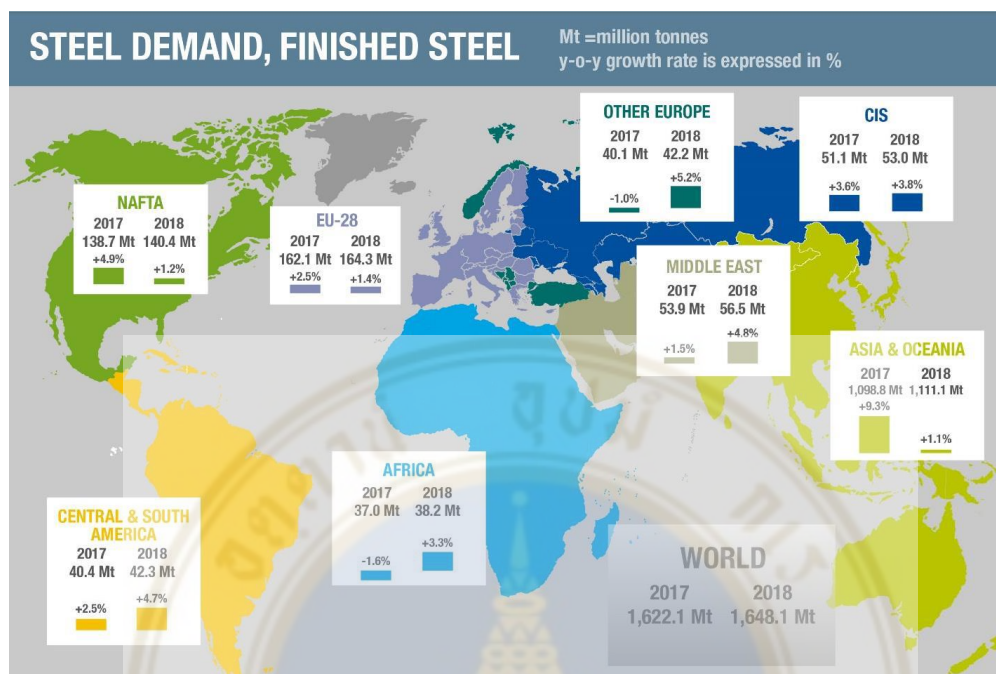 STEEL DEMAND, FINISHED STEEL
Mt =million tonnes
y-o-y growth rate is expressed in %
OTHER EUROPE
2017 2018
40.1 Mt 42.2 Mt
-1.0% +5.2%
CIS
2017 2018
51.1 Mt 53.0 Mt
+3.6% +3.8%
NAFTA
2017 2018
138.7 Mt 140.4 Mt
+4.9% +1.2%
EU-28
2017 2018
162.1 Mt 164.3 Mt
+2.5% +1.4%
MIDDLE EAST
2017 2018
53.9 Mt 56.5 Mt
+1.5% +4.8%
ASIA & OCEANIA
2017 2018
1,098.8 Mt 1,111.1 Mt
+9.3% +1.1%
AFRICA
2017 2018
37.0 Mt 38.2 Mt
-1.6% +3.3%
CENTRAL & SOUTH
AMERICA
2017 2018
40.4 Mt 42.3 Mt
+2.5% +4.7%
WORLD
2017 2018
1,622.1 Mt 1,648.1 Mt